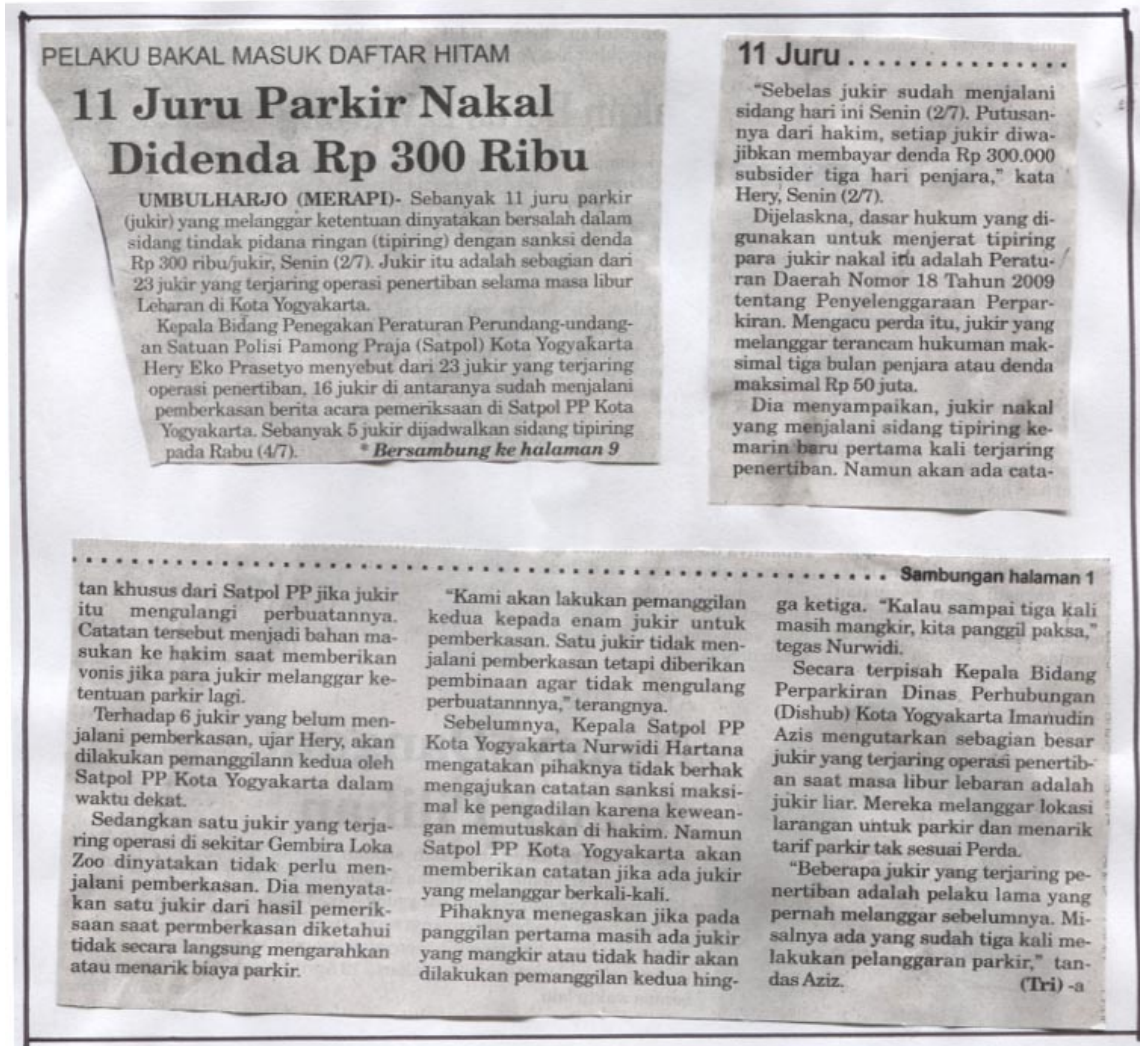 PELAKU BAKAL MASUK DAFTAR HITAM
11 Juru Parkir Nakal
Didenda Rp 300 Ribu
UMBULHARJO (MERAPI)- Sebanyak 11 juru parkir
(jukir) yang melanggar ketentuan dinyatakan bersalah dalam
sidang tindak pidana ringan (tipiring) dengan sanksi denda
Rp 300 ribu/jukir, Senin (2/7). Jukir itu adalah sebagian dari
23 jukir yang terjaring operasi penertiban selama masa libur
Lebaran di Kota Yogyakarta.
Kepala Bidang Penegakan Peraturan Perundang-undang-
an Satuan Polisi Pamong Praja (Satpol) Kota Yogyakarta
Hery Eko Prasetyo menyebut dari 23 jukir yang terjaring
operasi penertiban, 16 jukir di antaranya sudah menjalani
pemberkasan berita acara pemeriksaan di Satpol PP Kota
Yogyakarta. Sebanyak 5 jukir dijadwalkan sidang tipiring
pada Rabu (4/7). * Bersambung ke halaman 9
11 Juru ................
"Sebelas jukir sudah menjalani
sidang hari ini Senin (2/7). Putusan-
nya dari hakim, setiap jukir diwa-
jibkan membayar denda Rp 300.000
subsider tiga hari penjara," kata
Hery, Senin (2/7).
Dijelaskna, dasar hukum yang di-
gunakan untuk menjerat tipiring
para jukir nakal itu adalah Peratu-
ran Daerah Nomor 18 Tahun 2009
tentang Penyelenggaraan Perpar-
kiran. Mengacu perda itu, jukir yang
melanggar terancam hukuman mak-
simal tiga bulan penjara atau denda
maksimal Rp 50 juta.
Dia menyampaikan, jukir nakal
yang menjalani sidang tipiring ke-
marin baru pertama kali terjaring
penertiban. Namun akan ada cata-
Sambungan halaman 1
tan khusus dari Satpol PP jika jukir
itu mengulangi perbuatannya.
Catatan tersebut menjadi bahan ma-
sukan ke hakim saat memberikan
vonis jika para jukir melanggar ke-
tentuan parkir lagi.
Terhadap 6 jukir yang belum men-
jalani pemberkasan, ujar Hery, akan
dilakukan pemanggilann kedua oleh
Satpol PP Kota Yogyakarta dalam
waktu dekat.
Sedangkan satu jukir yang terja-
ring operasi di sekitar Gembira Loka
Zoo dinyatakan tidak perlu men-
jalani pemberkasan. Dia menyata-
kan satu jukir dari hasil pemerik-
saan saat permberkasan diketahui
tidak secara langsung mengarahkan
atau menarik biaya parkir.
"Kami akan lakukan pemanggilan
kedua kepada enam jukir untuk
pemberkasan. Satu jukir tidak men-
jalani pemberkasan tetapi diberikan
pembinaan agar tidak mengulang
perbuatannnya," terangnya.
Sebelumnya, Kepala Satpol PP
Kota Yogyakarta Nurwidi Hartana
mengatakan pihaknya tidak berhak
mengajukan catatan sanksi maksi-
mal ke pengadilan karena kewean-
gan memutuskan di hakim. Namun
Satpol PP Kota Yogyakarta akan
memberikan catatan jika ada jukir
yang melanggar berkali-kali.
Pihaknya menegaskan jika pada
panggilan pertama masih ada jukir
yang mangkir atau tidak hadir akan
dilakukan pemanggilan kedua hing-
ga ketiga. "Kalau sampai tiga kali
masih mangkir, kita panggil paksa,"
tegas Nurwidi.
Secara terpisah Kepala Bidang
Perparkiran Dinas Perhubungan
(Dishub) Kota Yogyakarta Imanudin
Azis mengutarkan sebagian besar
jukir yang terjaring operasi penertib-
an saat masa libur lebaran adalah
jukir liar. Mereka melanggar lokasi
larangan untuk parkir dan menarik
tarif parkir tak sesuai Perda.
"Beberapa jukir yang terjaring pe-
nertiban adalah pelaku lama yang
pernah melanggar sebelumnya. Mi-
salnya ada yang sudah tiga kali me-
lakukan pelanggaran parkir," tan-
das Aziz. (Tri) -a